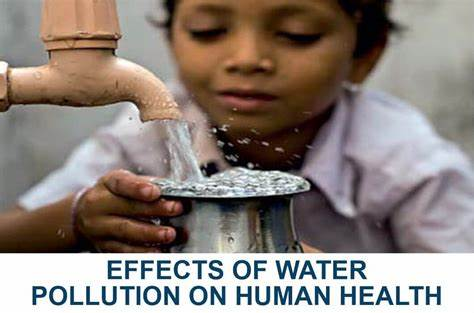 EFFECTS OF WATER
POLLUTION ON HUMAN HEALTH